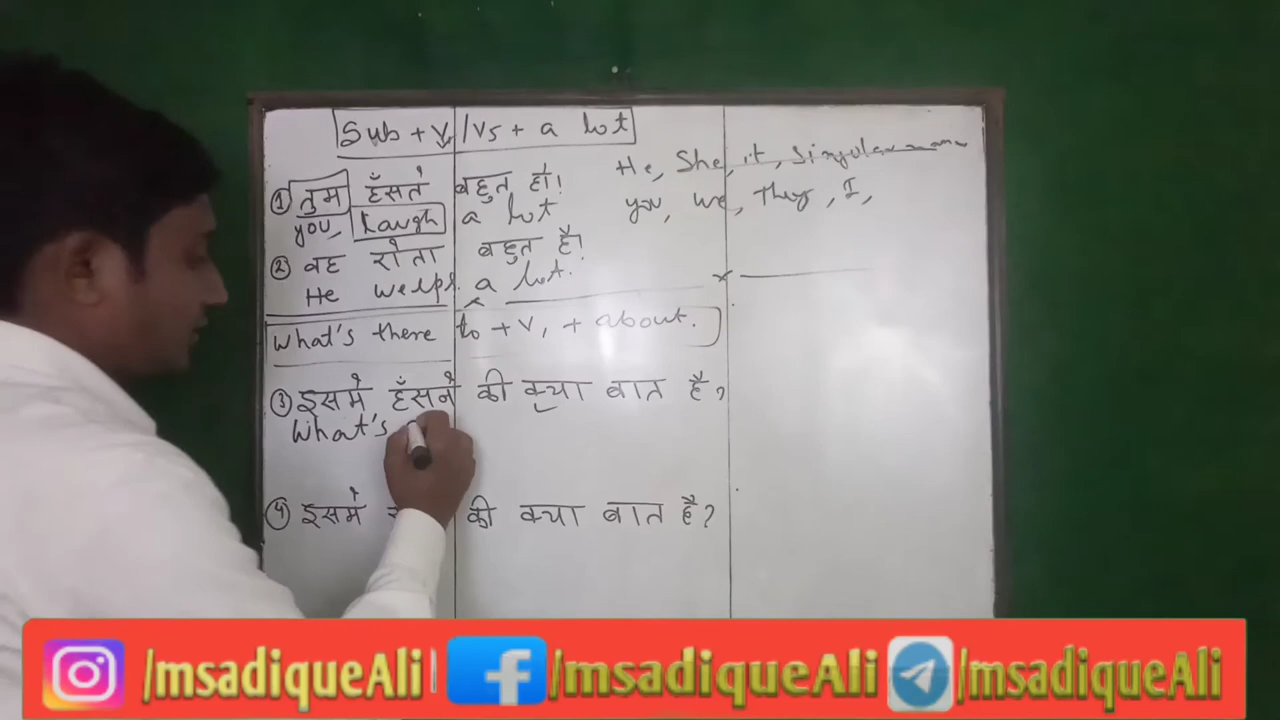 Sub + V1/Vs + a lot
① तुम हँसते बहुत हो!
you, Laugh a lot
② वह रोता बहुत है!
He weeps. a lot.
He, She, it, Singular
you, we, They, I,
What's there to + V1 + about.
③ इसमें हँसने की क्या बात है?
What's
④ इसमें की क्या बात है?
/msadiqueAli
/msadiqueAli
/msadiqueAli